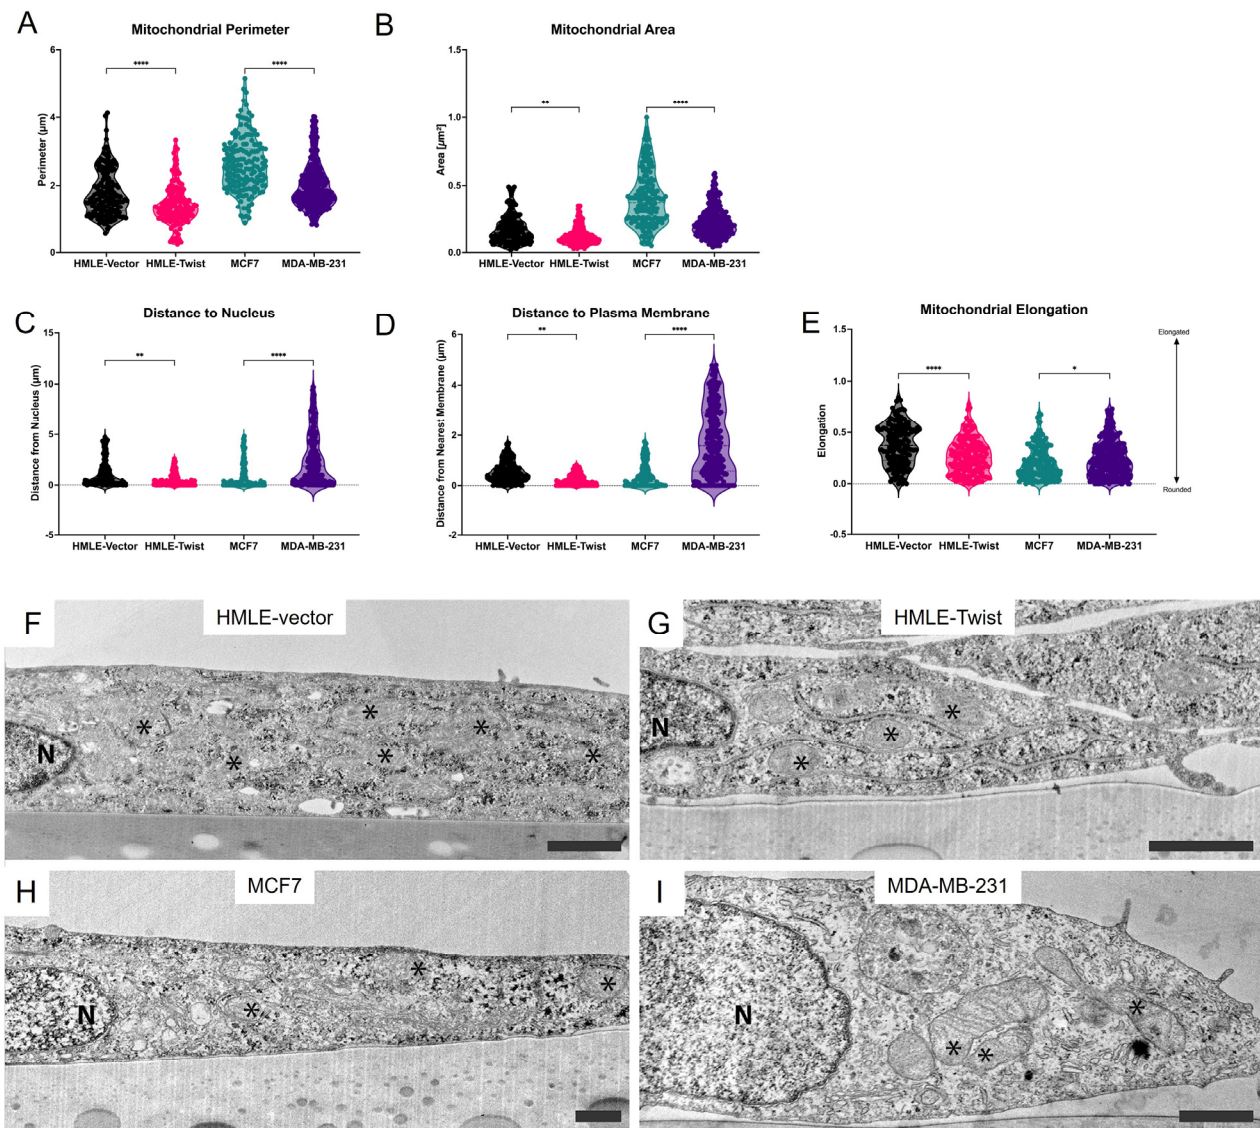 A
Mitochondrial Perimeter
6
4
2
0
Perimeter (µm)
****
****
HMLE-Vector HMLE-Twist MCF7 MDA-MB-231
B
Mitochondrial Area
1.5
1.0
0.5
0.0
Area [µm²]
**
****
HMLE-Vector HMLE-Twist MCF7 MDA-MB-231
C
Distance to Nucleus
15
10
5
0
-5
Distance from Nucleus (µm)
**
****
HMLE-Vector HMLE-Twist MCF7 MDA-MB-231
D
Distance to Plasma Membrane
6
4
2
0
-2
Distance from Nearest Membrane (µm)
**
****
HMLE-Vector HMLE-Twist MCF7 MDA-MB-231
E
Mitochondrial Elongation
1.5
1.0
0.5
0.0
-0.5
Elongation
****
*
Elongated
Rounded
HMLE-Vector HMLE-Twist MCF7 MDA-MB-231
F
HMLE-vector
N
*
*
*
*
*
*
G
HMLE-Twist
N
*
*
*
H
MCF7
N
*
*
*
I
MDA-MB-231
N
*
*
*